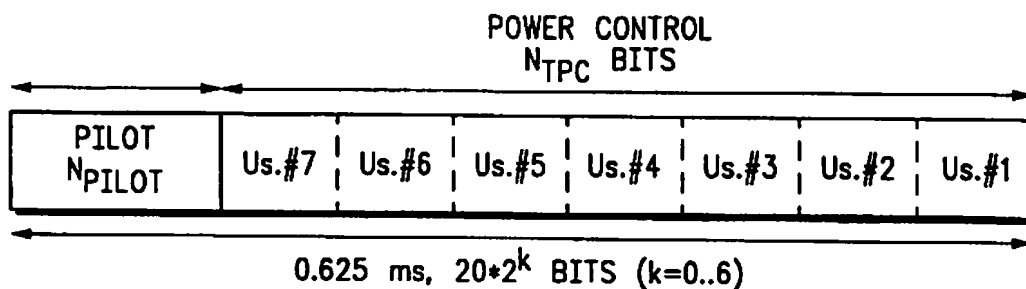 POWER CONTROL
N_TPC BITS
PILOT
N_PILOT
Us.#7 Us.#6 Us.#5 Us.#4 Us.#3 Us.#2 Us.#1
0.625 ms, 20*2^k BITS (k=0..6)